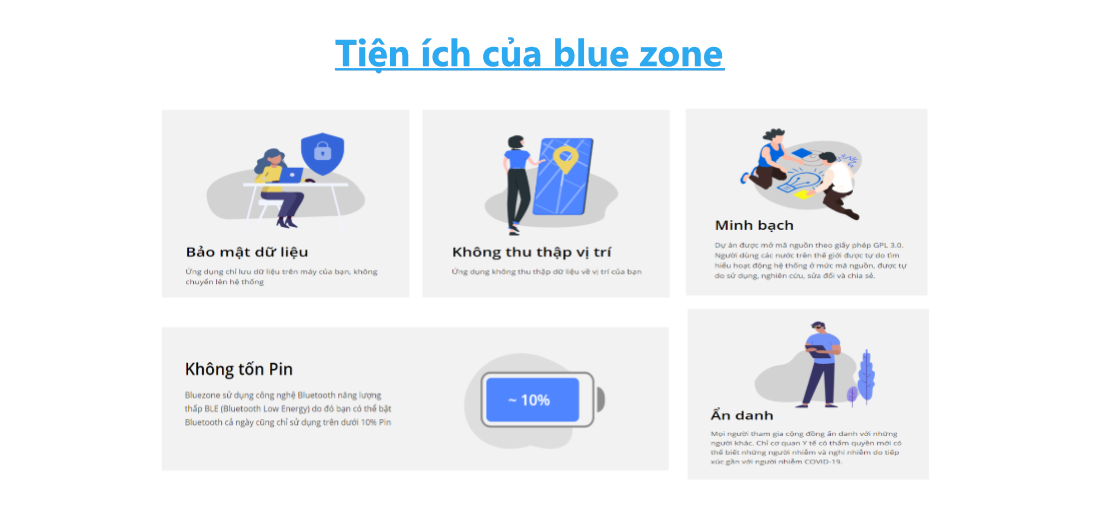 Tiện ích của blue zone
Bảo mật dữ liệu
Ứng dụng chỉ lưu dữ liệu trên máy của bạn, không
chuyển lên hệ thống
Không thu thập vị trí
Ứng dụng không thu thập dữ liệu về vị trí của bạn
Minh bạch
Dự án được mở mã nguồn theo giấy phép GPL 3.0.
Người dùng các nước trên thế giới được tự do tìm
hiểu hoạt động hệ thống ở mức mã nguồn, được tự
do sử dụng, nghiên cứu, sửa đổi và chia sẻ.
Không tốn Pin
Bluezone sử dụng công nghệ Bluetooth năng lượng
thấp BLE (Bluetooth Low Energy) do đó bạn có thể bật
Bluetooth cả ngày cũng chỉ sử dụng trên dưới 10% Pin
~ 10%
Ẩn danh
Mọi người tham gia cộng đồng ẩn danh với những
người khác. Chỉ cơ quan Y tế có thẩm quyền mới có
thể biết những người nhiễm và nghi nhiễm do tiếp
xúc gần với người nhiễm COVID-19.